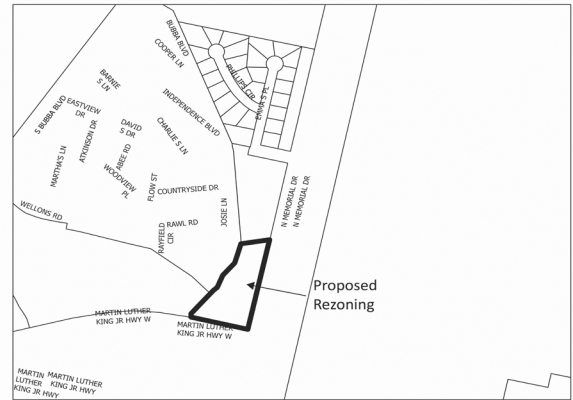 BUBBA BLVD
COOPER LN
PHILLIPS CIR
EMMA'S PL
BARNIE
S LN
INDEPENDENCE BLVD
S BUBBA BLVD
EASTVIEW
DR
ATKINSON DR
DAVID
S DR
CHARLIE S LN
MARTHA'S LN
ABEE RD
WOODVIEW
PL
FLOW ST
COUNTRYSIDE DR
JOSIE LN
N MEMORIAL DR
N MEMORIAL DR
WELLONS RD
RAYFIELD
CIR
RAWL RD
Proposed
Rezoning
MARTIN LUTHER
KING JR HWY W
MARTIN LUTHER
KING JR HWY W
MARTIN
LUTHER
KING JR HWY
MARTIN LUTHER
KING JR HWY